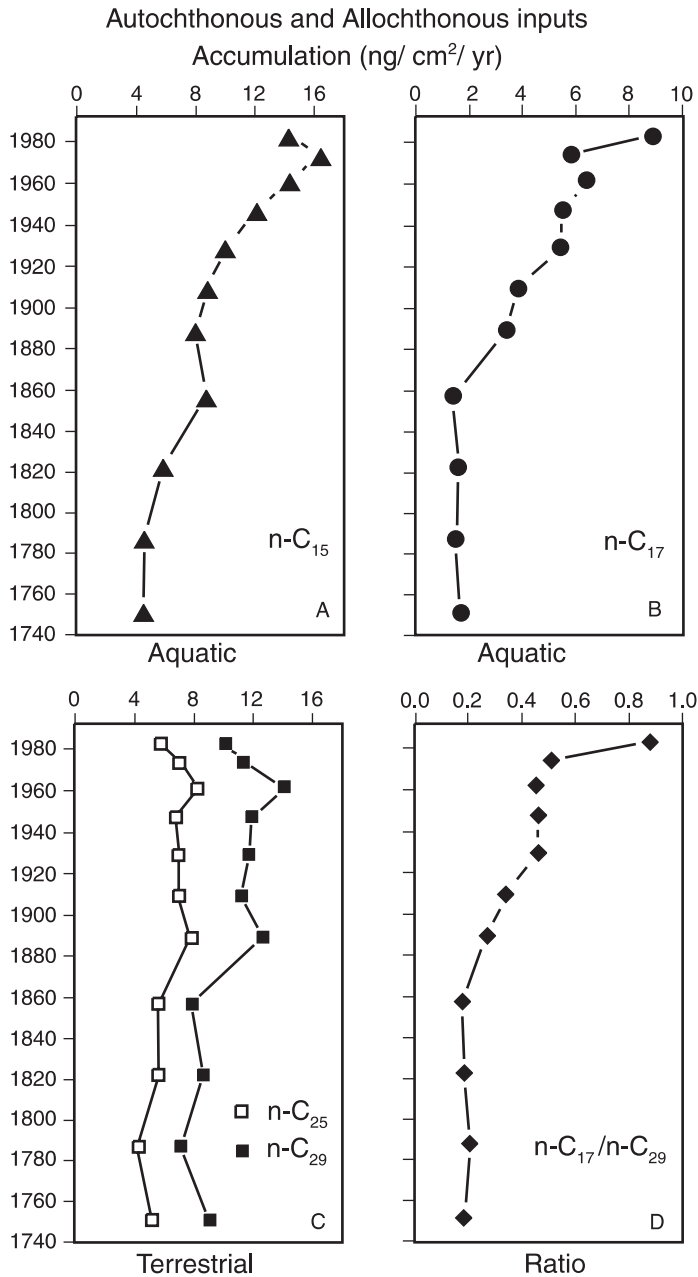 Autochthonous and Allochthonous inputs
Accumulation (ng/ cm²/ yr)
0 4 8 12 16
0 2 4 6 8 10
1980
1960
1940
1920
1900
1880
1860
1840
1820
1800
1780
1760
1740
n-C₁₅
A
n-C₁₇
B
Aquatic
Aquatic
0 4 8 12 16
0.0 0.2 0.4 0.6 0.8 1.0
1980
1960
1940
1920
1900
1880
1860
1840
1820
1800
1780
1760
1740
n-C₂₅
n-C₂₉
C
n-C₁₇/n-C₂₉
D
Terrestrial
Ratio